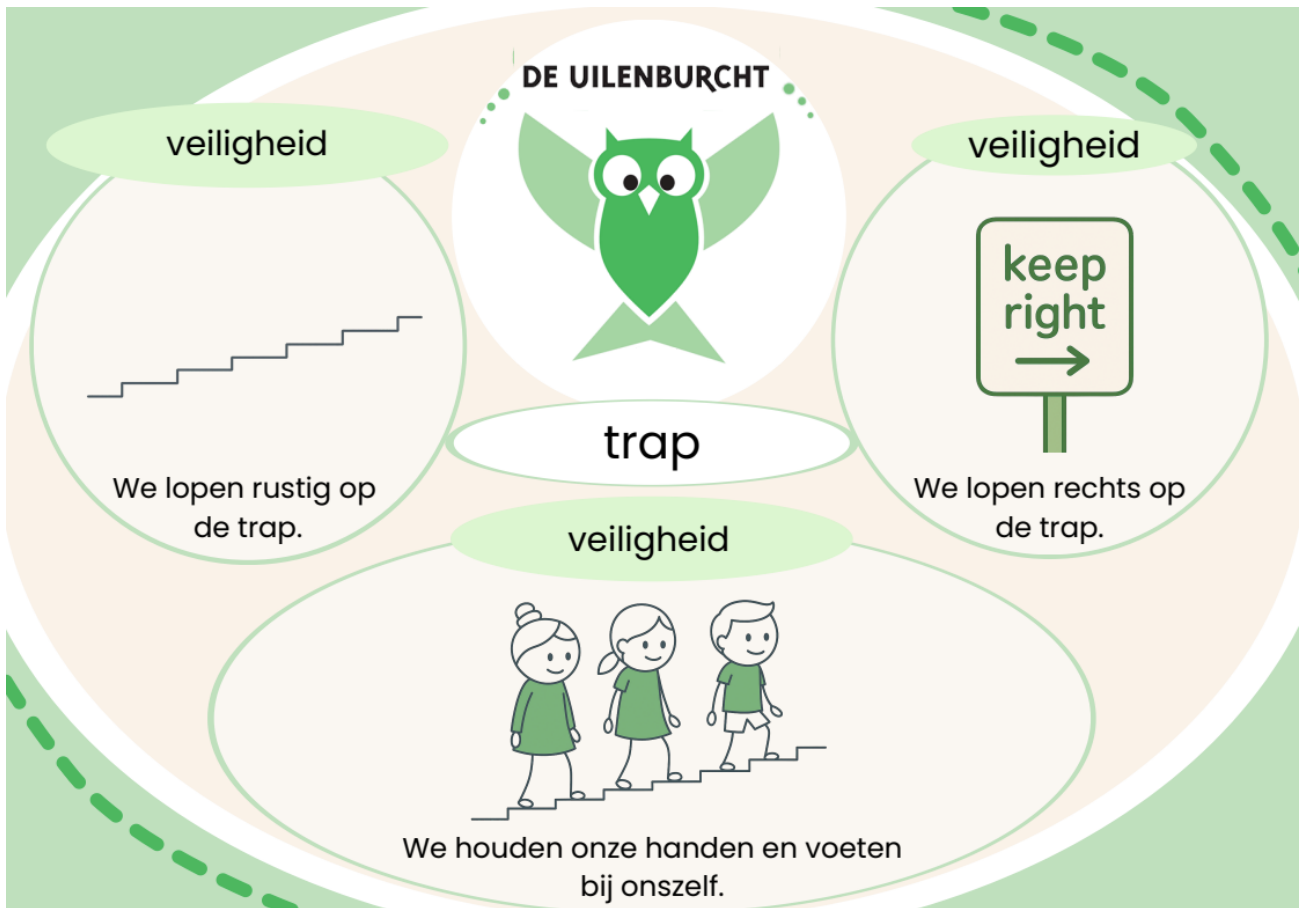 DE UILENBURCHT
veiligheid
We lopen rustig op
de trap.
trap
veiligheid
keep
right
We lopen rechts op
de trap.
veiligheid
We houden onze handen en voeten
bij onszelf.